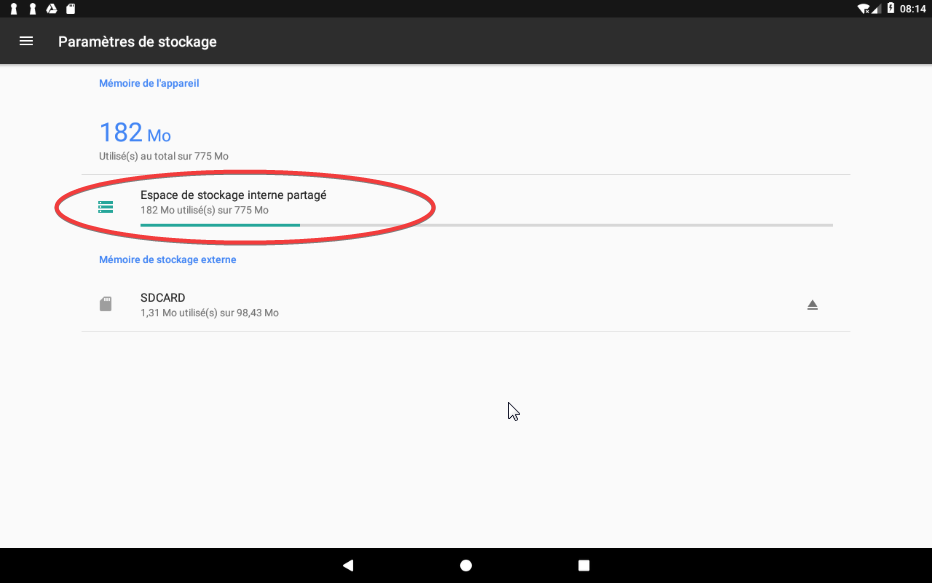 08:14
Paramètres de stockage
Mémoire de l'appareil
182 Mo
Utilisé(s) au total sur 775 Mo
Espace de stockage interne partagé
182 Mo utilisé(s) sur 775 Mo
Mémoire de stockage externe
SDCARD
1,31 Mo utilisé(s) sur 98,43 Mo